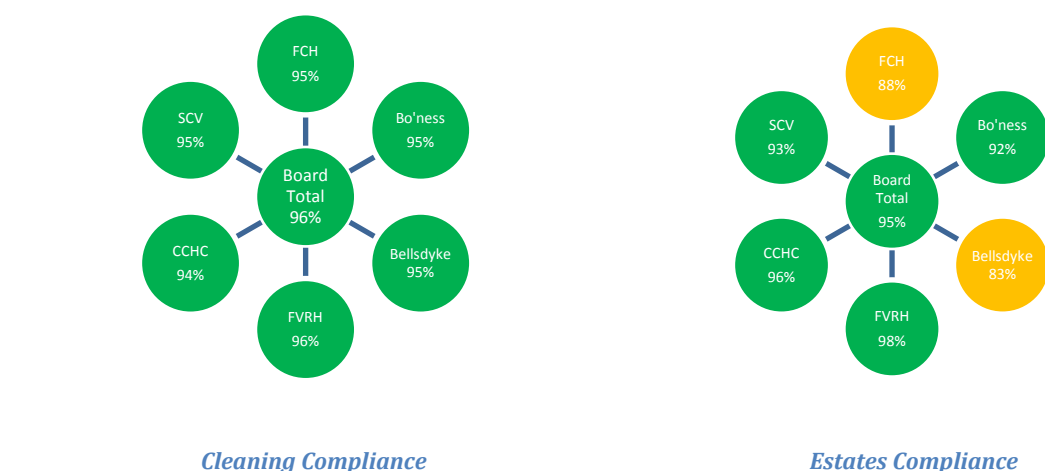 FCH
95%
Bo'ness
95%
Bellsdyke
95%
FVRH
96%
CCHC
94%
SCV
95%
Board
Total
96%
Cleaning Compliance
FCH
88%
Bo'ness
92%
Bellsdyke
83%
FVRH
98%
CCHC
96%
SCV
93%
Board
Total
95%
Estates Compliance